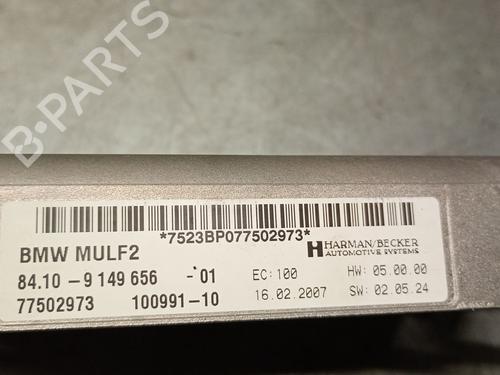 B-PARTS
*7523BP077502973*
BMW MULF2
HARMAN/BECKER
AUTOMOTIVE SYSTEMS
84.10 - 9 149 656 - 01
EC:100
HW: 05.00.00
77502973 100991-10
16.02.2007
SW: 02.05.24